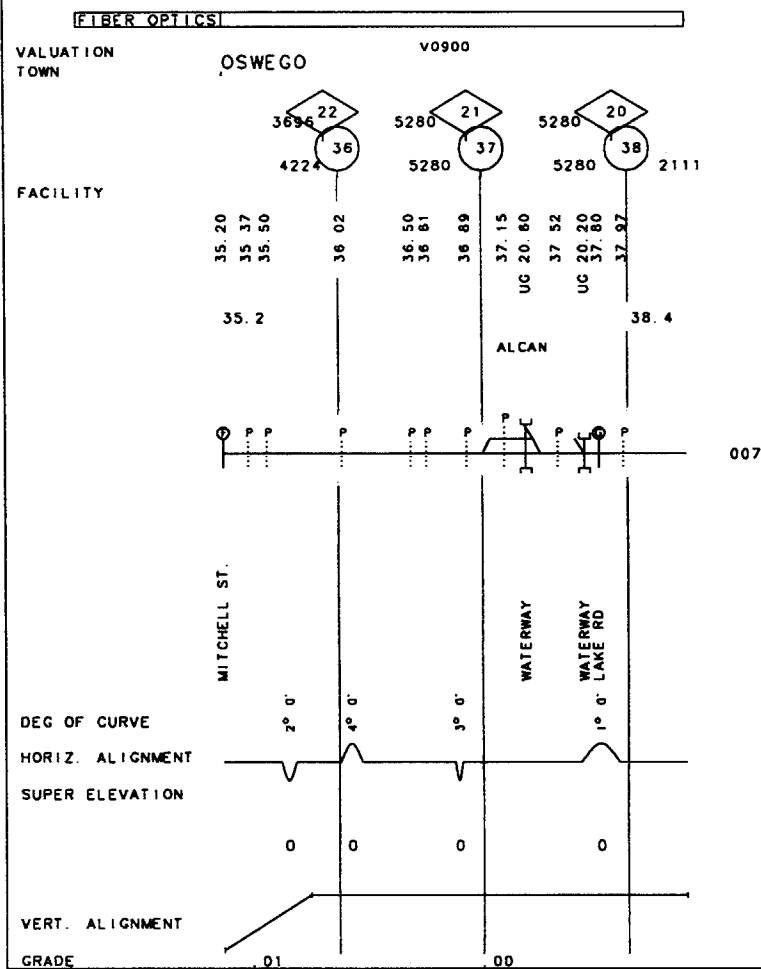 FIBER OPTICS
VALUATION V0900
TOWN OSWEGO
22 21 20
3696 5280 5280
36 37 38
4224 5280 5280 2111
FACILITY
35.20
35 37
35.50
36 02
36.50
36 81
36 89
37.15
UG 20.60
37 52
UG 20.20
37.80
37.97
35.2 38.4
ALCAN
P P P P P P P P P
007
MITCHELL ST.
WATERWAY
WATERWAY
LAKE RD
DEG OF CURVE 2° 0' 4° 0' 3° 0' 1° 0'
HORIZ. ALIGNMENT
SUPER ELEVATION
0 0 0 0
VERT. ALIGNMENT
GRADE .01 .00